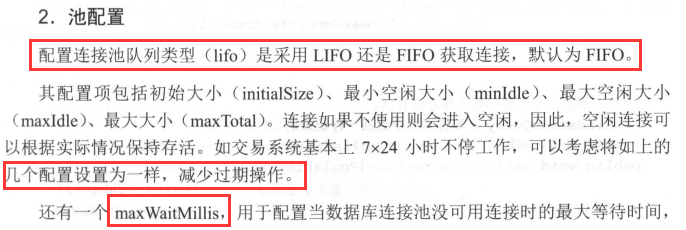 2．池配置
配置连接池队列类型（lifo）是采用 LIFO 还是 FIFO 获取连接，默认为 FIFO。
其配置项包括初始大小（initialSize）、最小空闲大小（minIdle）、最大空闲大小
（maxIdle）、最大大小（maxTotal）。连接如果不使用则会进入空闲，因此，空闲连接可
以根据实际情况保持存活。如交易系统基本上 7×24 小时不停工作，可以考虑将如上的
几个配置设置为一样，减少过期操作。
还有一个 maxWaitMillis，用于配置当数据库连接池没可用连接时的最大等待时间，